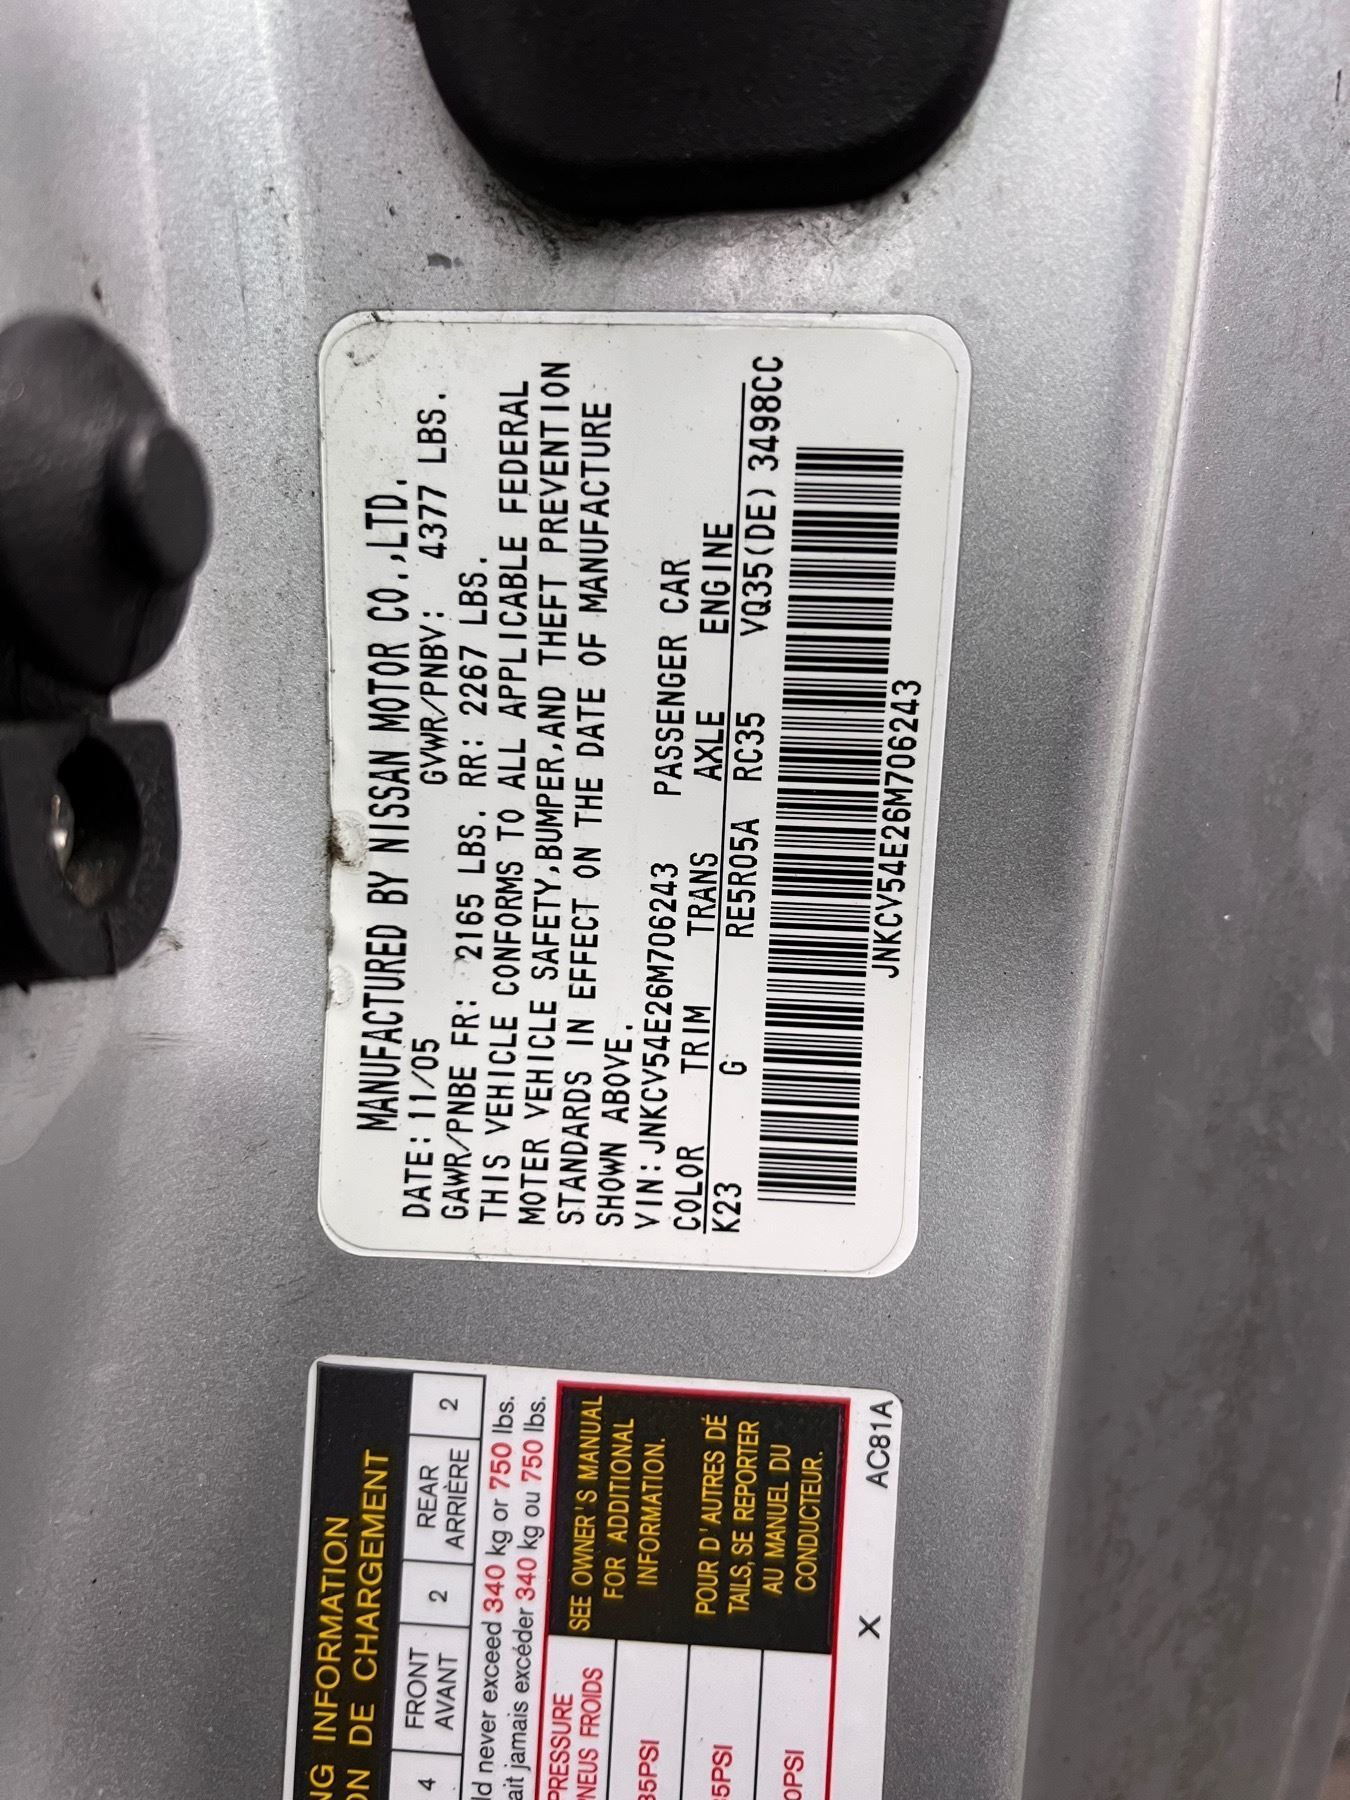 MANUFACTURED BY NISSAN MOTOR CO.,LTD.
DATE: 11/05 GVWR/PNBV: 4377 LBS.
GAWR/PNBE FR: 2165 LBS. RR: 2267 LBS.
THIS VEHICLE CONFORMS TO ALL APPLICABLE FEDERAL
MOTER VEHICLE SAFETY,BUMPER,AND THEFT PREVENTION
STANDARDS IN EFFECT ON THE DATE OF MANUFACTURE
SHOWN ABOVE.
VIN: JNKCV54E26M706243 PASSENGER CAR
COLOR TRIM TRANS AXLE ENGINE
K23 G RE5R05A RC35 VQ35(DE) 3498CC
JNKCV54E26M706243
INFORMATION
DE CHARGEMENT
4 FRONT 2 REAR 2
AVANT ARRIÈRE
never exceed 340 kg or 750 lbs.
jamais excéder 340 kg ou 750 lbs.
PRESSURE
FROIDS
35PSI
PSI
PSI
SEE OWNER'S MANUAL
FOR ADDITIONAL
INFORMATION.
POUR D'AUTRES DÉ
TAILS, SE REPORTER
AU MANUEL DU
CONDUCTEUR.
X AC81A